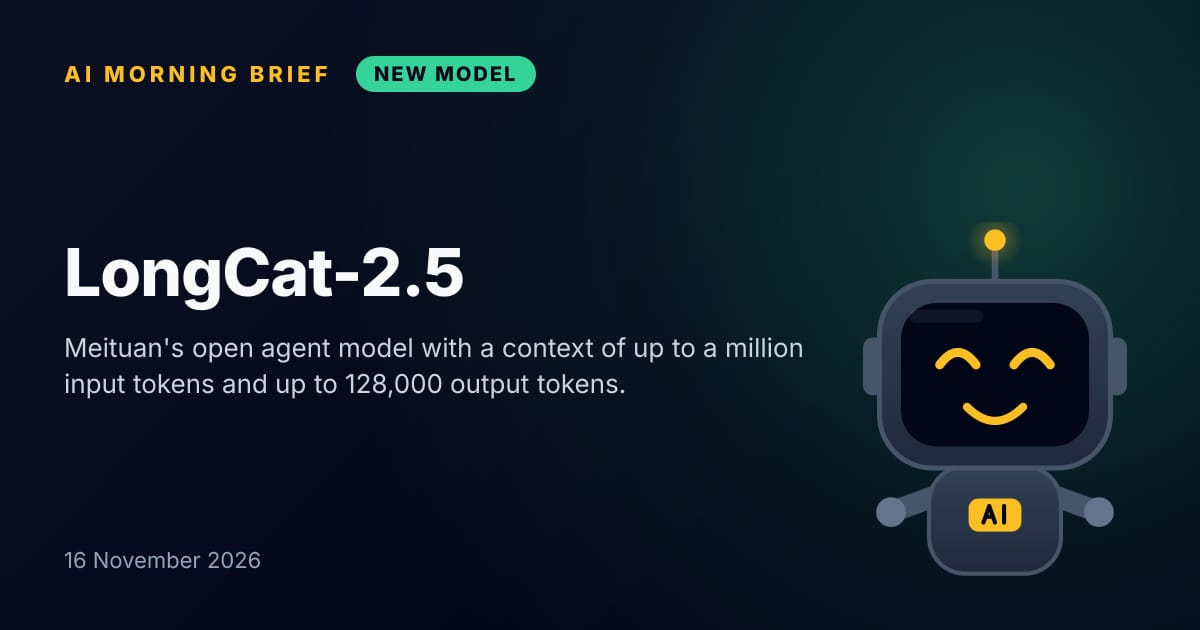 AI MORNING BRIEF
NEW MODEL
LongCat-2.5
Meituan's open agent model with a context of up to a million
input tokens and up to 128,000 output tokens.
AI
16 November 2026